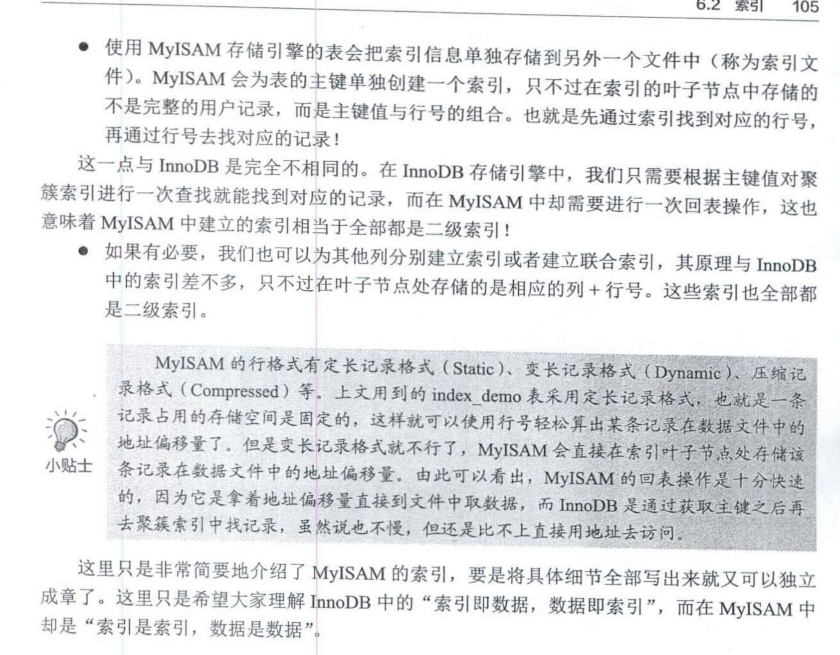 6.2 索引 105
● 使用 MyISAM 存储引擎的表会把索引信息单独存储到另外一个文件中（称为索引文
件）。MyISAM 会为表的主键单独创建一个索引，只不过在索引的叶子节点中存储的
不是完整的用户记录，而是主键值与行号的组合。也就是先通过索引找到对应的行号，
再通过行号去找对应的记录！
这一点与 InnoDB 是完全不相同的。在 InnoDB 存储引擎中，我们只需要根据主键值对聚
簇索引进行一次查找就能找到对应的记录，而在 MyISAM 中却需要进行一次回表操作，这也
意味着 MyISAM 中建立的索引相当于全部都是二级索引！
● 如果有必要，我们也可以为其他列分别建立索引或者建立联合索引，其原理与 InnoDB
中的索引差不多，只不过在叶子节点处存储的是相应的列 + 行号。这些索引也全部都
是二级索引。
MyISAM 的行格式有定长记录格式（Static）、变长记录格式（Dynamic）、压缩记
录格式（Compressed）等。上文用到的 index_demo 表采用定长记录格式，也就是一条
记录占用的存储空间是固定的，这样就可以使用行号轻松算出某条记录在数据文件中的
地址偏移量了。但是变长记录格式就不行了，MyISAM 会直接在索引叶子节点处存储该
条记录在数据文件中的地址偏移量。由此可以看出，MyISAM 的回表操作是十分快速
的，因为它是拿着地址偏移量直接到文件中取数据，而 InnoDB 是通过获取主键之后再
去聚簇索引中找记录，虽然说也不慢，但还是比不上直接用地址去访问。
小贴士
这里只是非常简要地介绍了 MyISAM 的索引，要是将具体细节全部写出来就又可以独立
成章了。这里只是希望大家理解 InnoDB 中的“索引即数据，数据即索引”，而在 MyISAM 中
却是“索引是索引，数据是数据”。